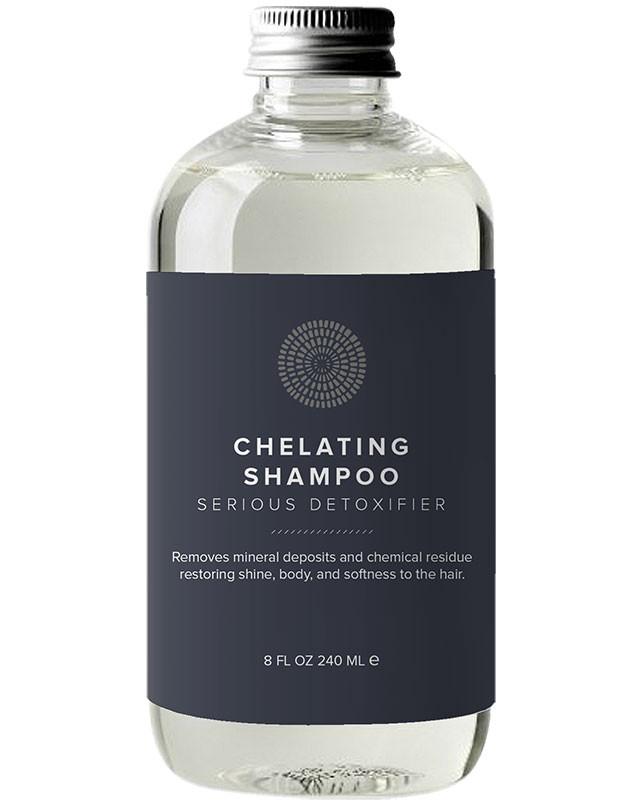 CHELATING
SHAMPOO
SERIOUS DETOXIFIER
Removes mineral deposits and chemical residue
restoring shine, body, and softness to the hair.
8 FL OZ 240 ML e